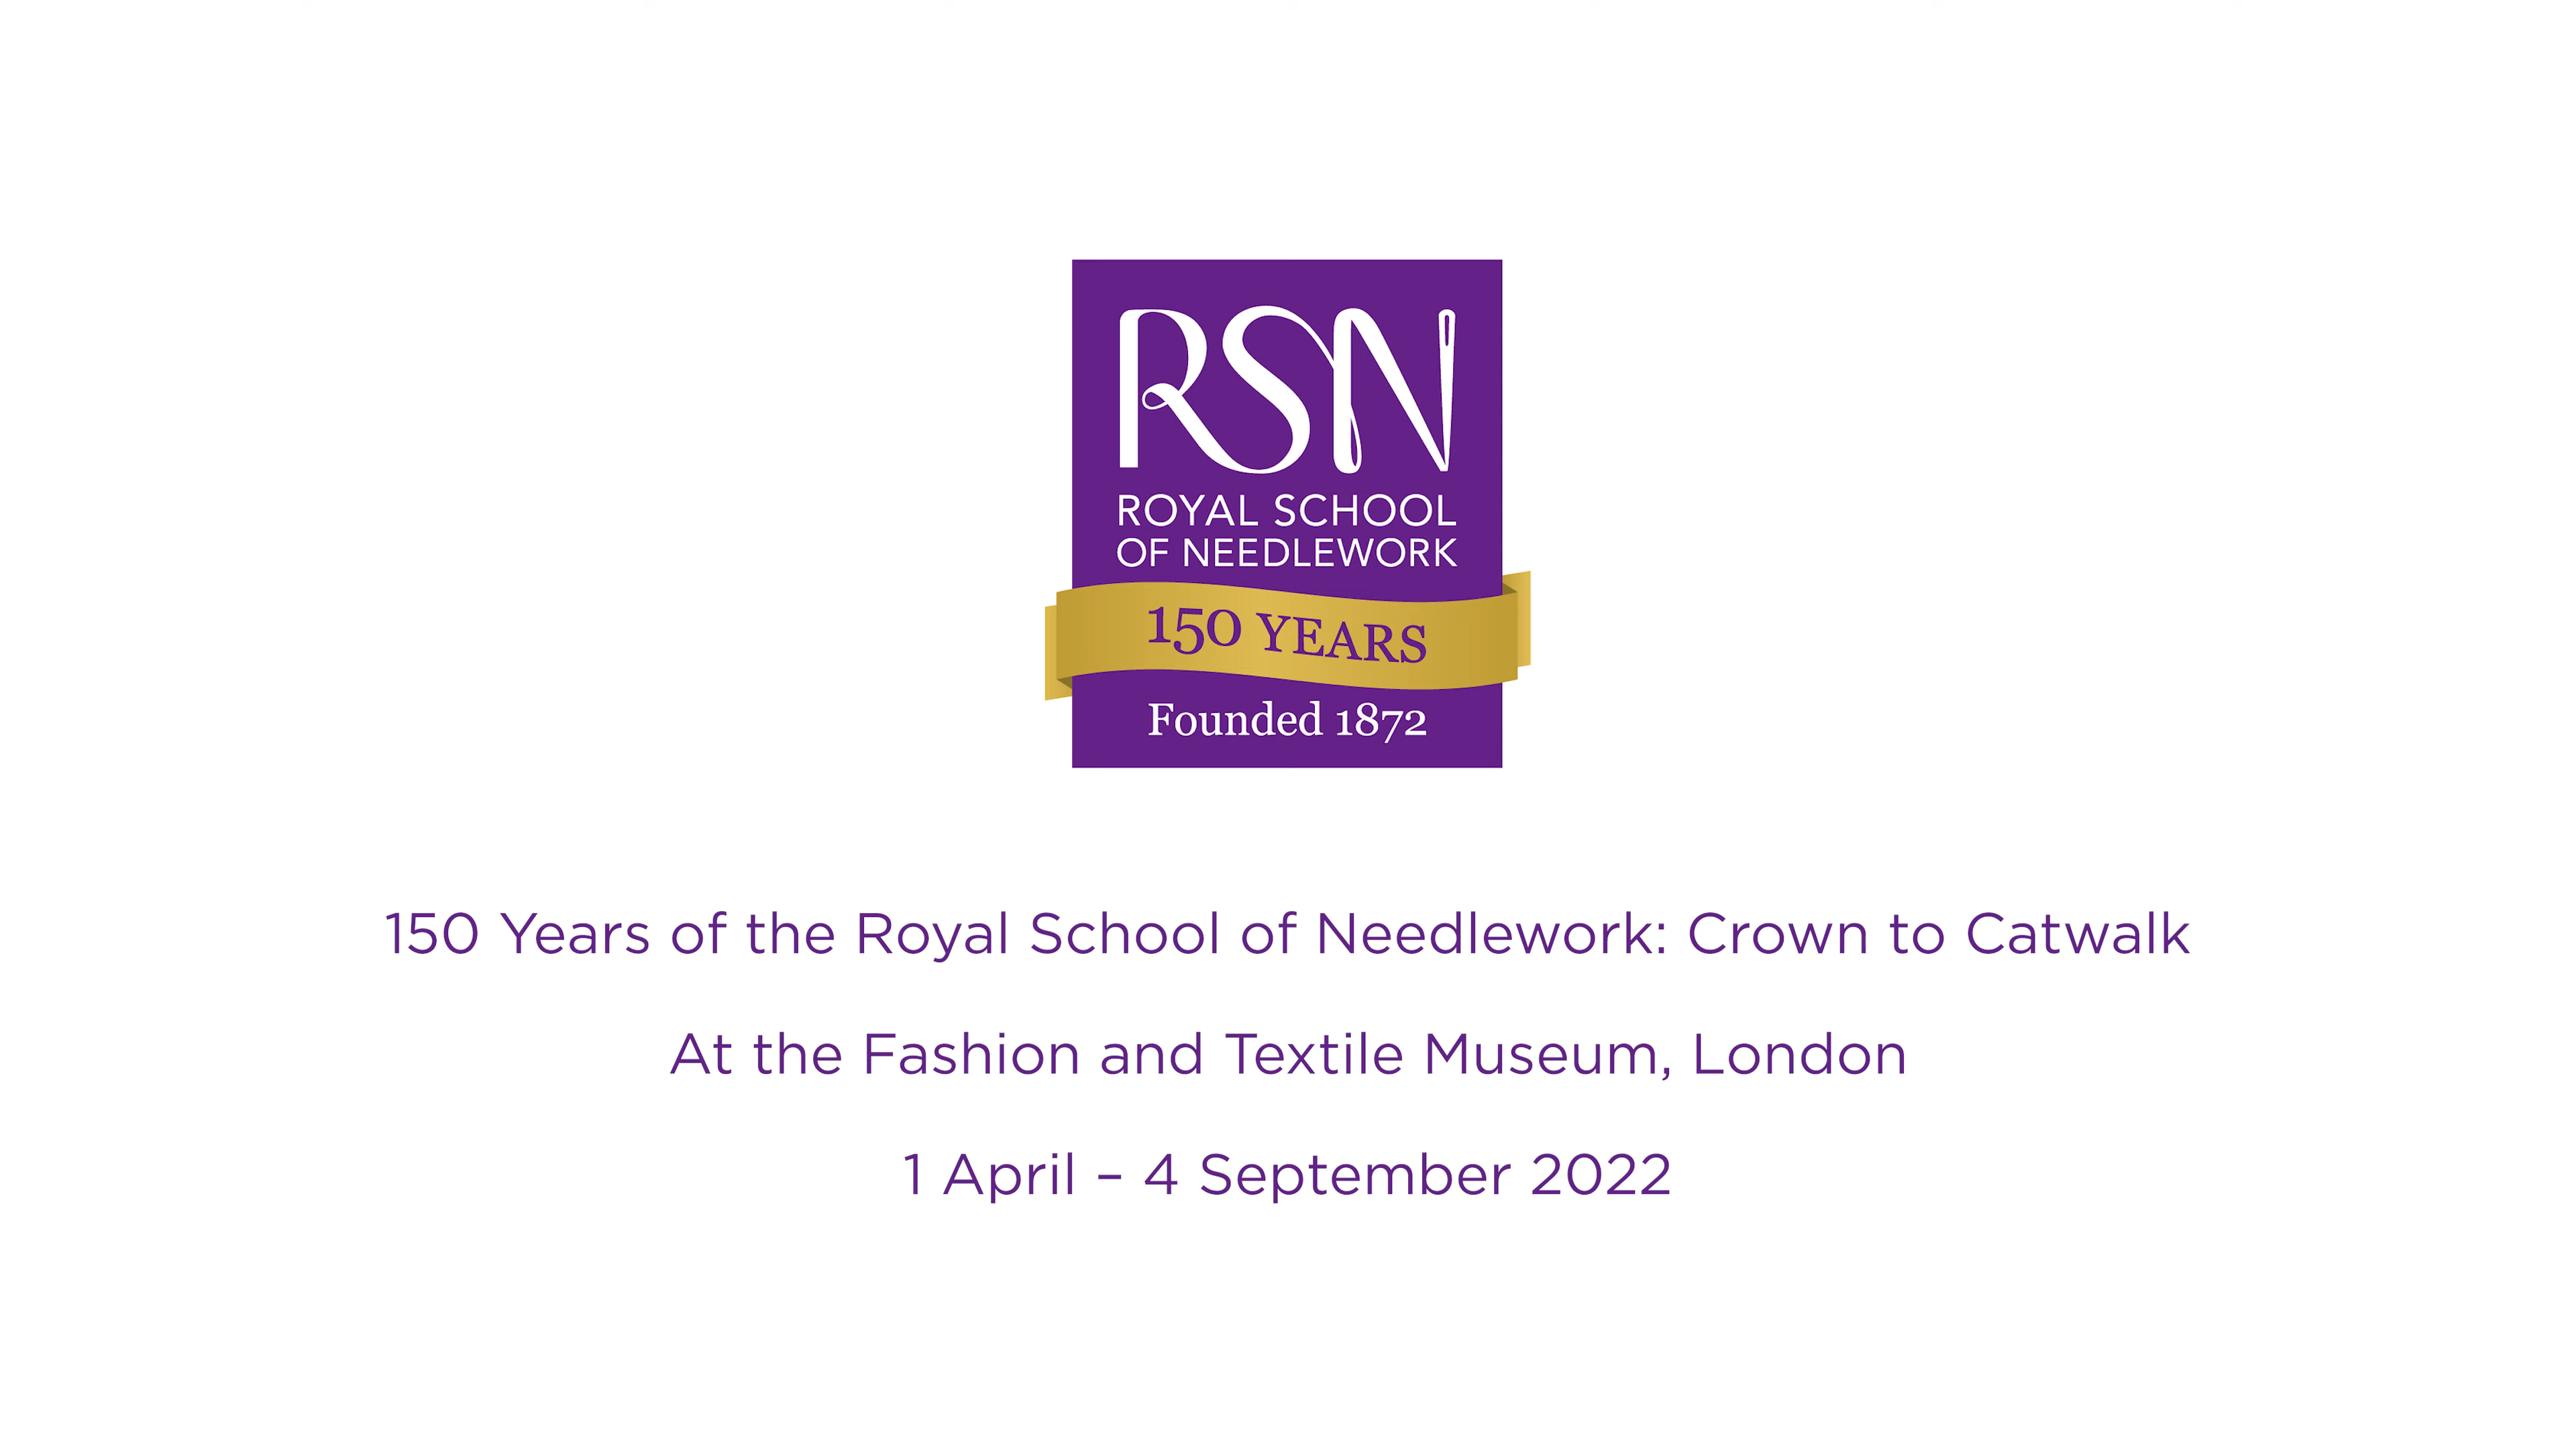 RSN
ROYAL SCHOOL
OF NEEDLEWORK
150 YEARS
Founded 1872
150 Years of the Royal School of Needlework: Crown to Catwalk
At the Fashion and Textile Museum, London
1 April – 4 September 2022